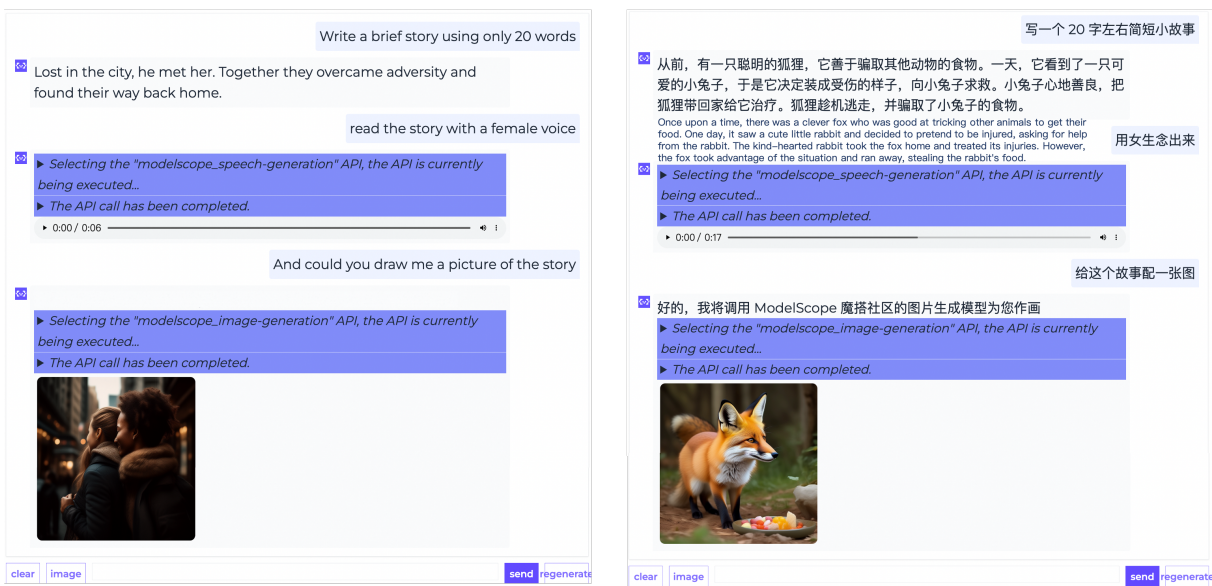 Write a brief story using only 20 words
Lost in the city, he met her. Together they overcame adversity and
found their way back home.
read the story with a female voice
▶ Selecting the "modelscope_speech-generation" API, the API is currently
being executed...
▶ The API call has been completed.
0:00 / 0:06
And could you draw me a picture of the story
▶ Selecting the "modelscope_image-generation" API, the API is currently
being executed...
▶ The API call has been completed.
clear
image
send
regenerate
写一个 20 字左右简短小故事
从前，有一只聪明的狐狸，它善于骗取其他动物的食物。一天，它看到了一只可
爱的小兔子，于是它决定装成受伤的样子，向小兔子求救。小兔子心地善良，把
狐狸带回家给它治疗。狐狸趁机逃走，并骗取了小兔子的食物。
Once upon a time, there was a clever fox who was good at tricking other animals to get their
food. One day, it saw a cute little rabbit and decided to pretend to be injured, asking for help
from the rabbit. The kind-hearted rabbit took the fox home and treated its injuries. However,
the fox took advantage of the situation and ran away, stealing the rabbit's food.
用女生念出来
▶ Selecting the "modelscope_speech-generation" API, the API is currently
being executed...
▶ The API call has been completed.
0:00 / 0:17
给这个故事配一张图
好的，我将调用 ModelScope 魔搭社区的图片生成模型为您作画
▶ Selecting the "modelscope_image-generation" API, the API is currently
being executed...
▶ The API call has been completed.
clear
image
send
regenerate